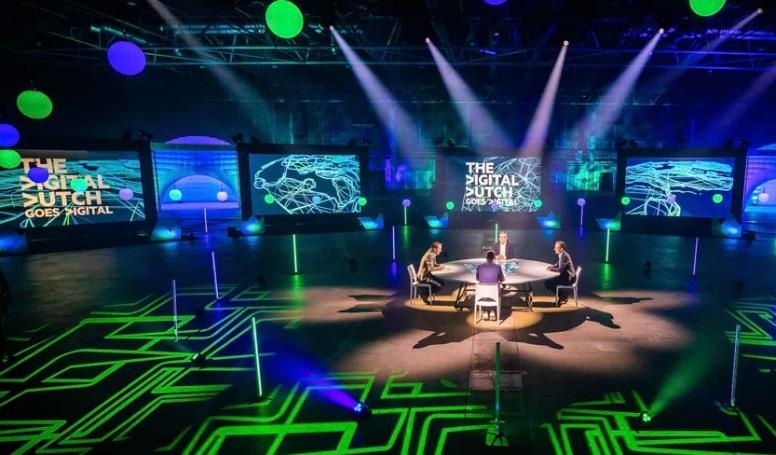 THE
DIGITAL
DUTCH
GOES DIGITAL
THE
DIGITAL
DUTCH
GOES DIGITAL